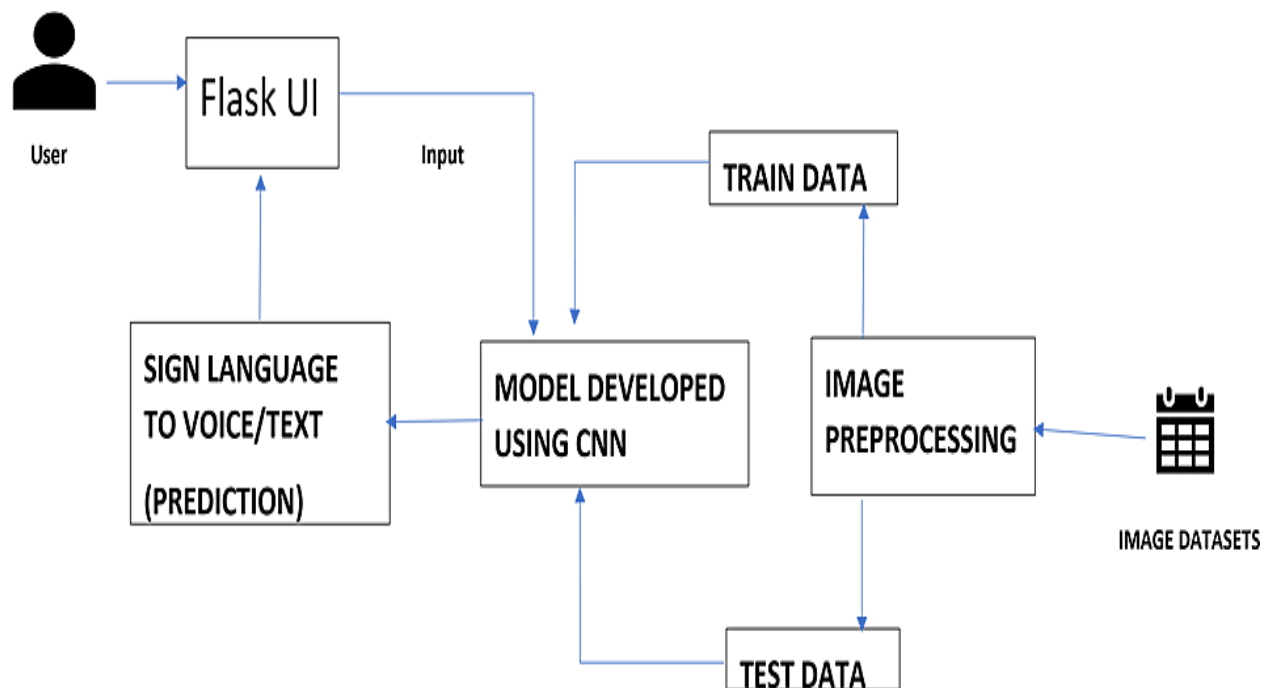 Flask UI
User
Input
TRAIN DATA
SIGN LANGUAGE
TO VOICE/TEXT
(PREDICTION)
MODEL DEVELOPED
USING CNN
IMAGE
PREPROCESSING
IMAGE DATASETS
TEST DATA